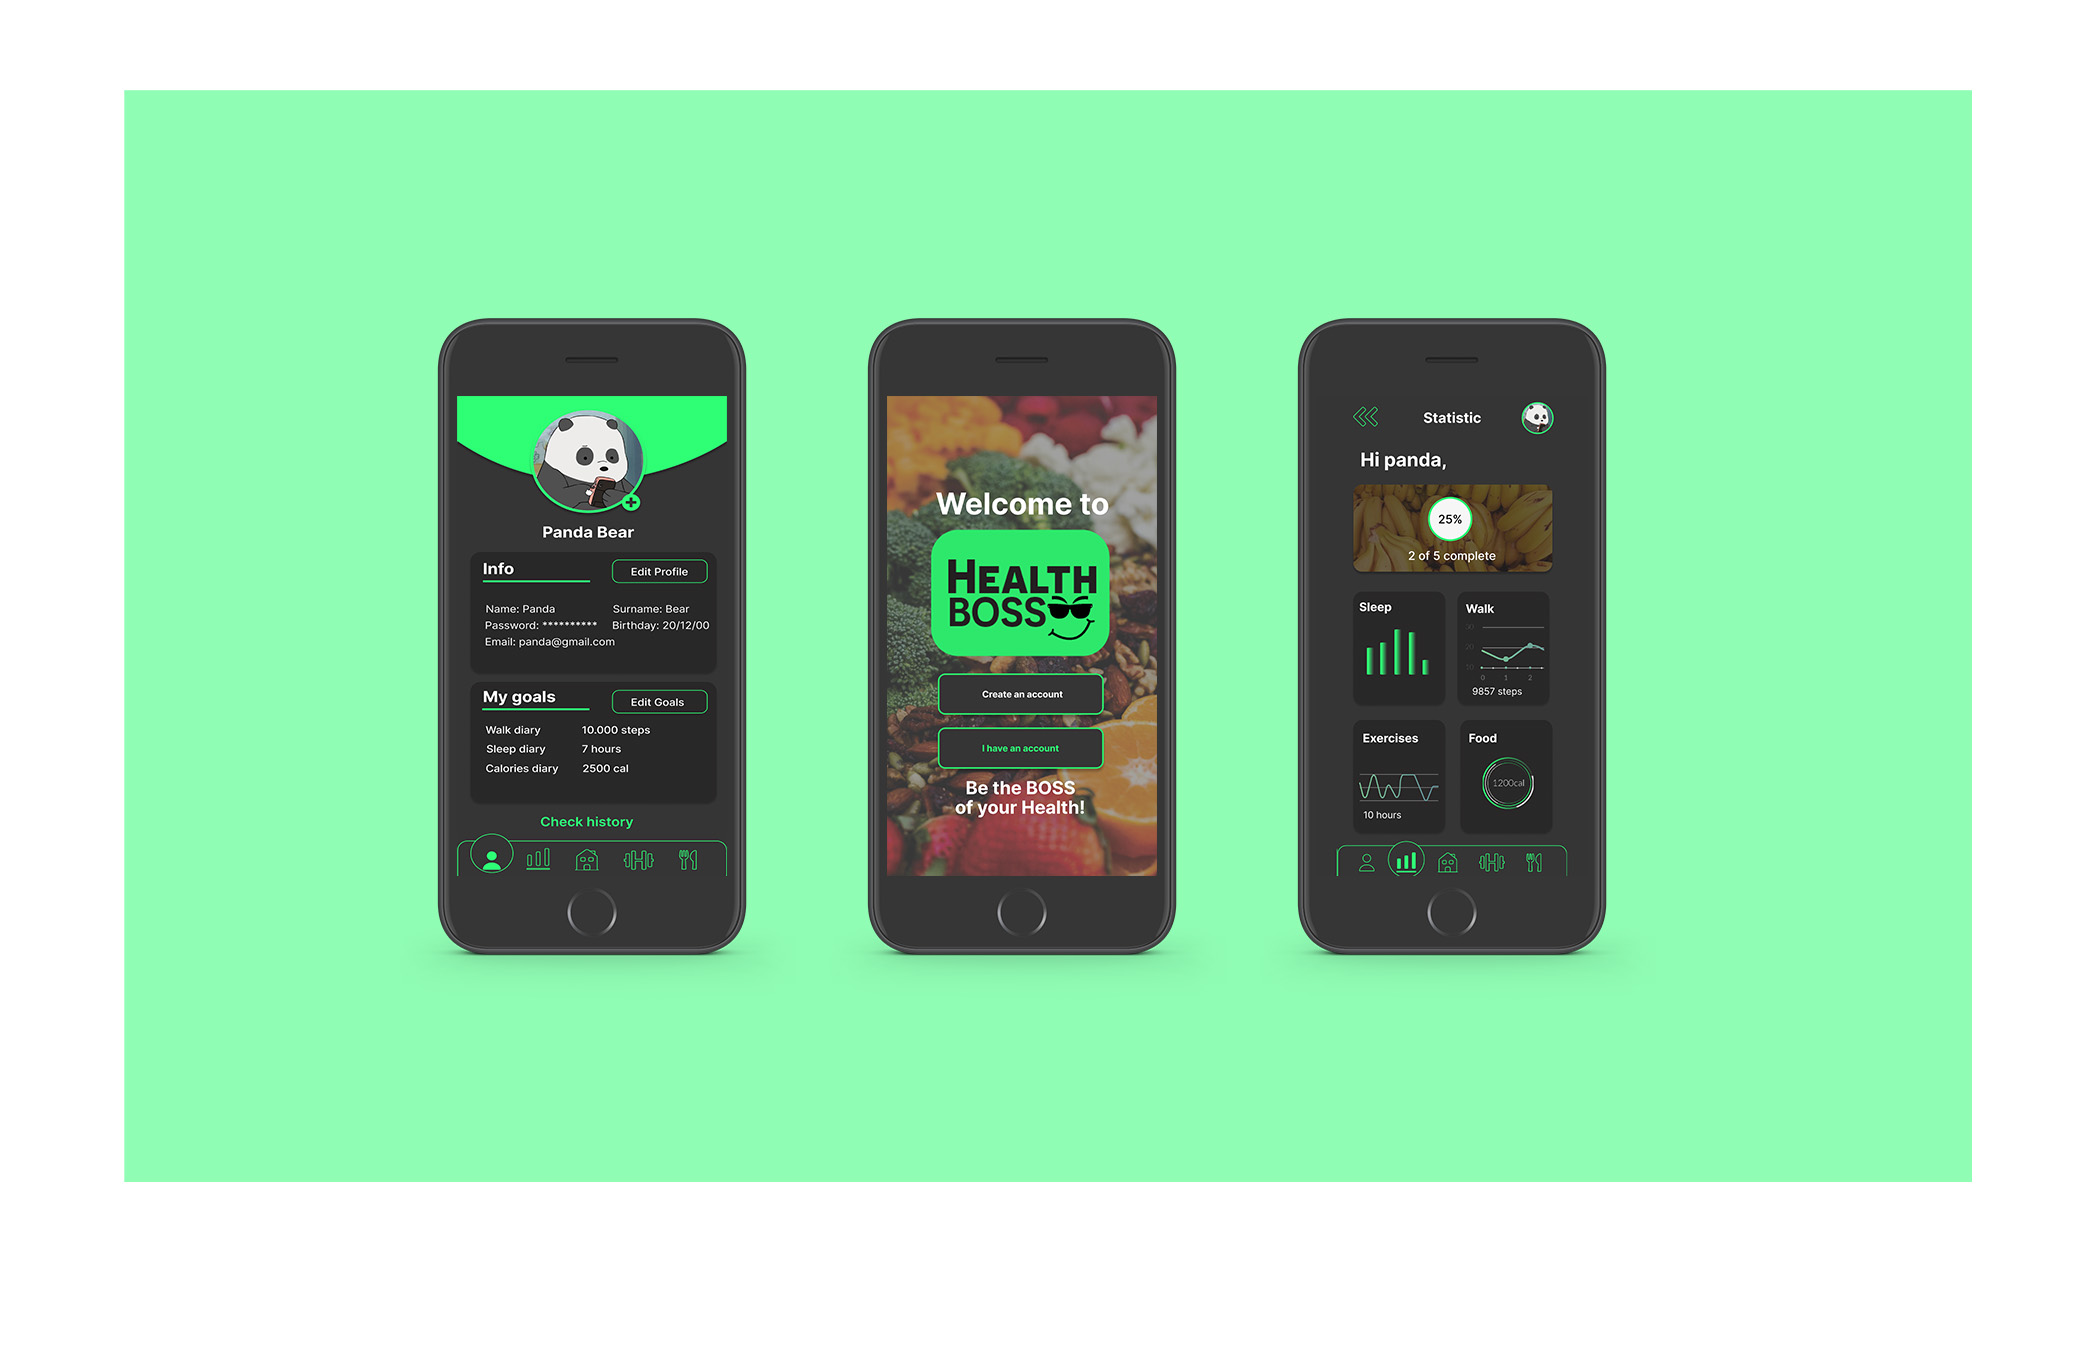 Panda Bear
Info
Edit Profile
Name: Panda
Surname: Bear
Password: **********
Birthday: 20/12/00
Email: panda@gmail.com
My goals
Edit Goals
Walk diary
10.000 steps
Sleep diary
7 hours
Calories diary
2500 cal
Check history
Welcome to
HEALTH
BOSS
Create an account
I have an account
Be the BOSS
of your Health!
Statistic
Hi panda,
25%
2 of 5 complete
Sleep
Walk
0 1 2
9857 steps
Exercises
10 hours
Food
1200cal